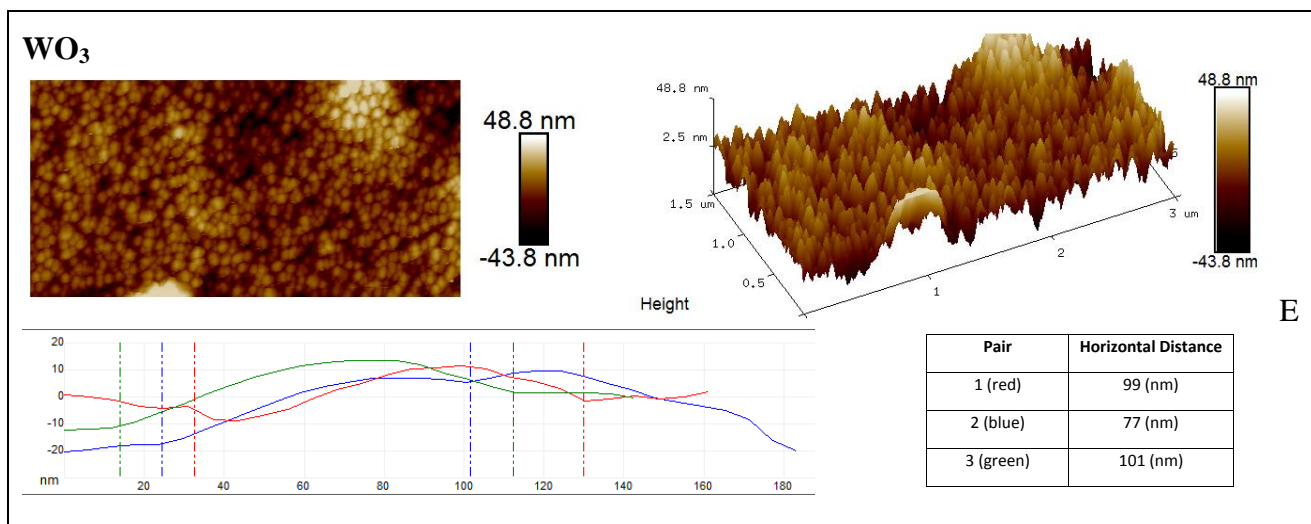 WO₃
48.8 nm
-43.8 nm
48.8 nm
2.5 nm
1.5 um
1.0
0.5
Height
1
2
3 um
48.8 nm
-43.8 nm
E
20
10
0
-10
-20
nm
20 40 60 80 100 120 140 160 180
Pair Horizontal Distance
1 (red) 99 (nm)
2 (blue) 77 (nm)
3 (green) 101 (nm)